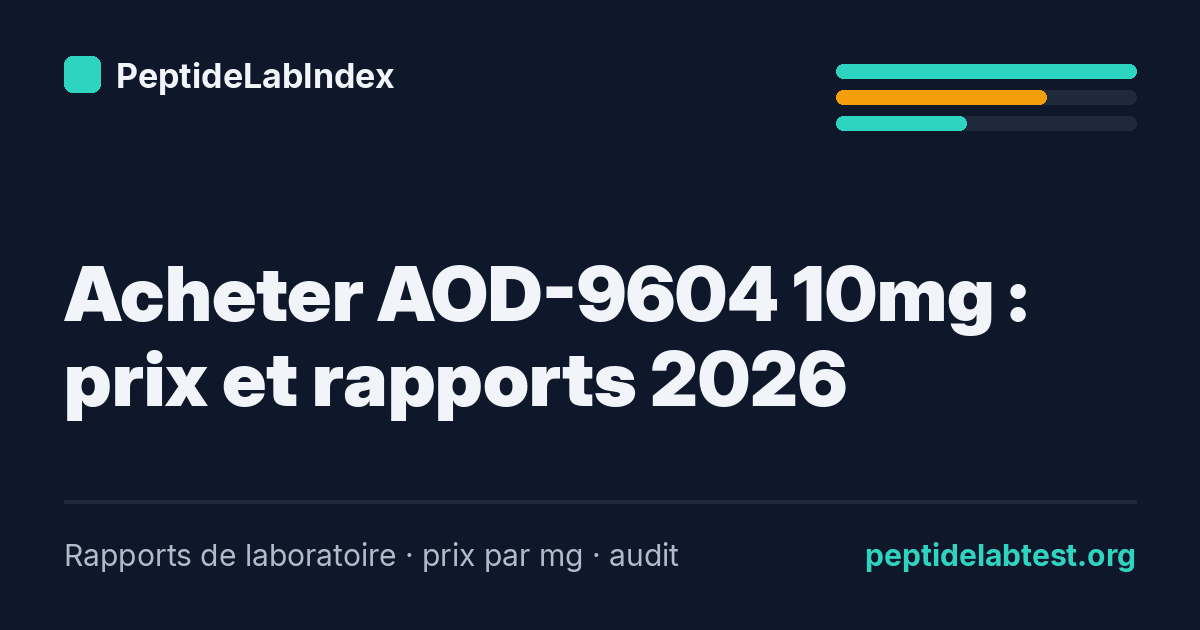 PeptideLabIndex
Acheter AOD-9604 10mg :
prix et rapports 2026
Rapports de laboratoire · prix par mg · audit
peptidelabtest.org